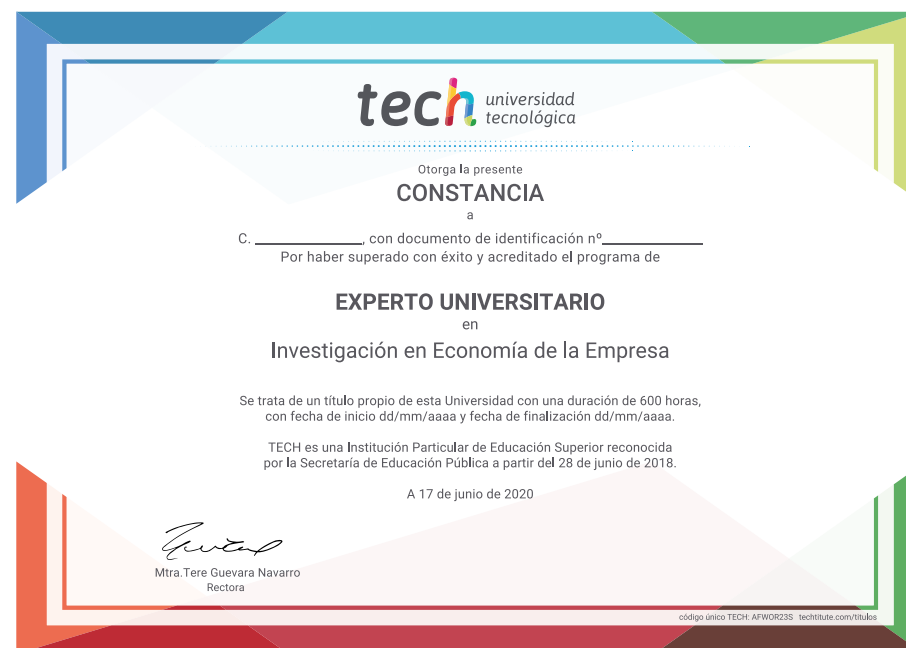 tech universidad
tecnológica
Otorga la presente
CONSTANCIA
a
C. ________________, con documento de identificación nº________________
Por haber superado con éxito y acreditado el programa de
EXPERTO UNIVERSITARIO
en
Investigación en Economía de la Empresa
Se trata de un título propio de esta Universidad con una duración de 600 horas,
con fecha de inicio dd/mm/aaaa y fecha de finalización dd/mm/aaaa.
TECH es una Institución Particular de Educación Superior reconocida
por la Secretaría de Educación Pública a partir del 28 de junio de 2018.
A 17 de junio de 2020
Mtra.Tere Guevara Navarro
Rectora
código único TECH: AFWOR23S techtitute.com/titulos